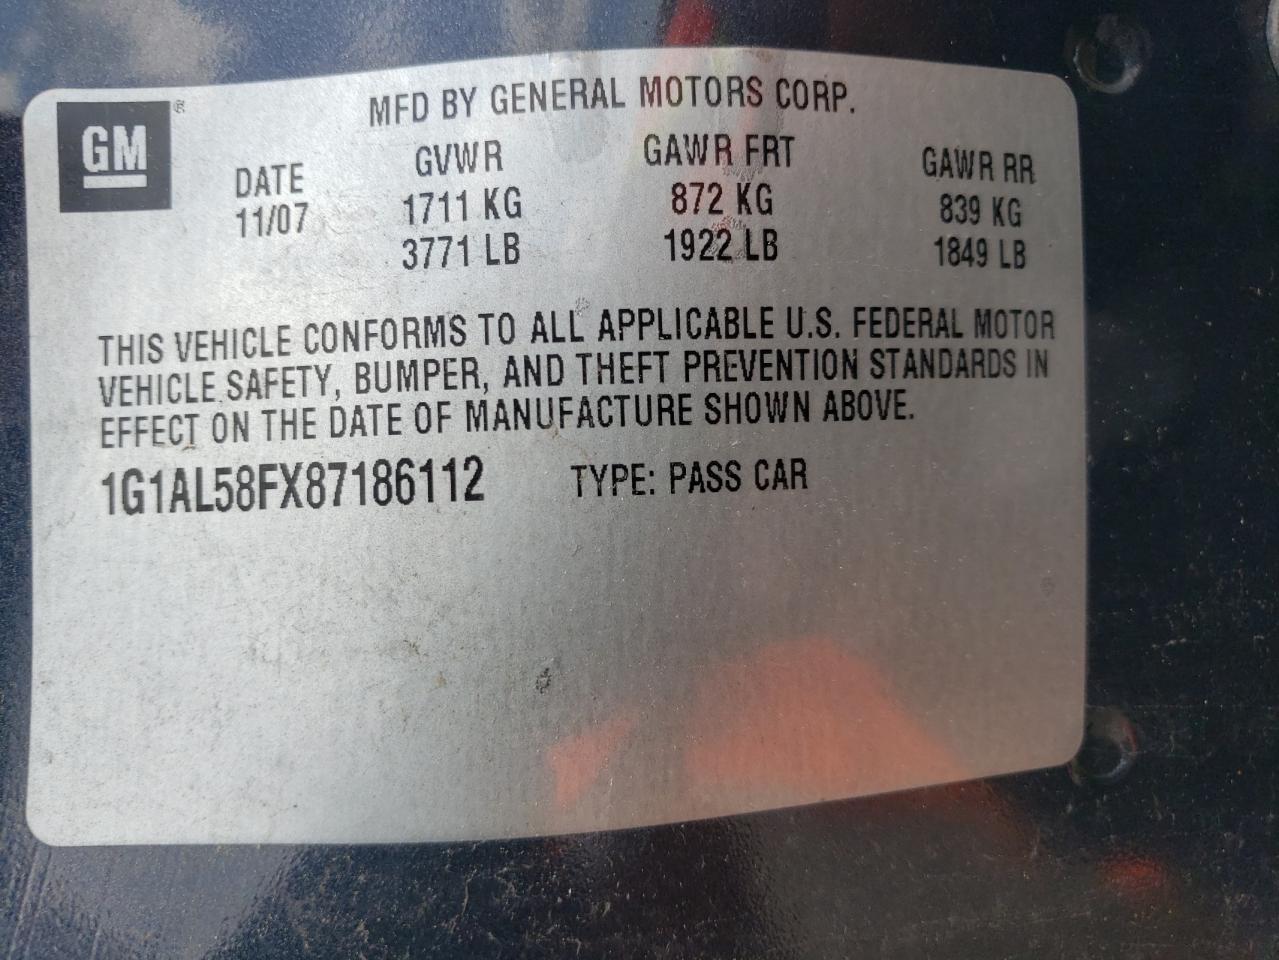 GM ®
MFD BY GENERAL MOTORS CORP.
DATE GVWR GAWR FRT GAWR RR
11/07 1711 KG 872 KG 839 KG
3771 LB 1922 LB 1849 LB
THIS VEHICLE CONFORMS TO ALL APPLICABLE U.S. FEDERAL MOTOR
VEHICLE SAFETY, BUMPER, AND THEFT PREVENTION STANDARDS IN
EFFECT ON THE DATE OF MANUFACTURE SHOWN ABOVE.
1G1AL58FX87186112 TYPE: PASS CAR